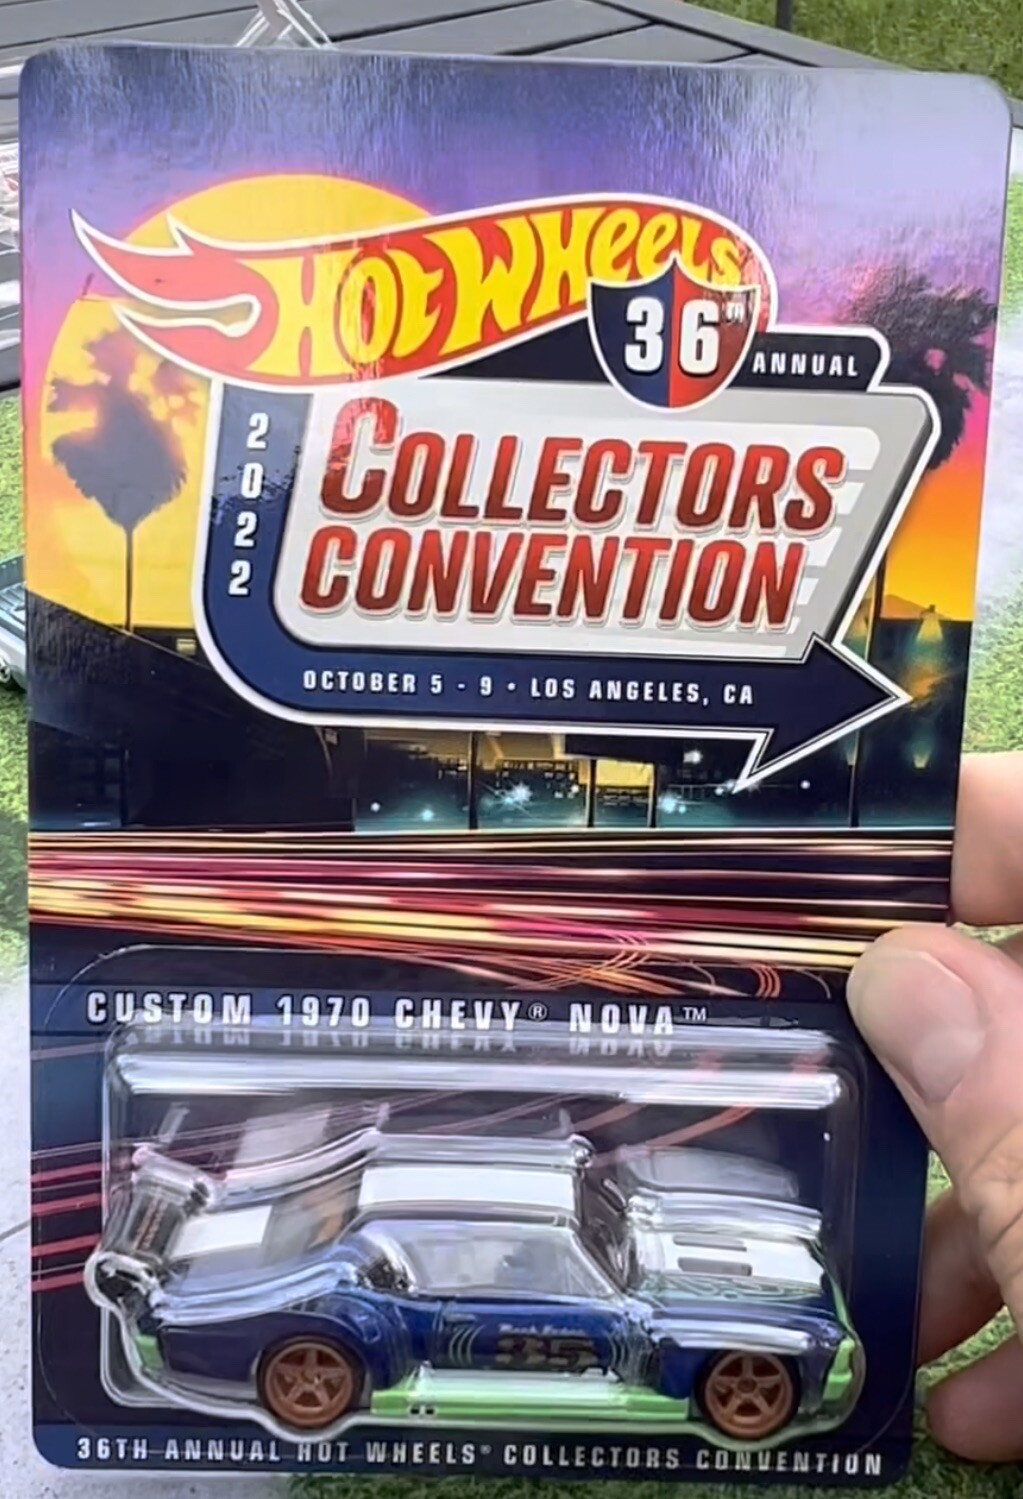 Hot Wheels
36TH
ANNUAL
2022
COLLECTORS
CONVENTION
OCTOBER 5 - 9 • LOS ANGELES, CA
CUSTOM 1970 CHEVY® NOVA™
85
36TH ANNUAL HOT WHEELS® COLLECTORS CONVENTION